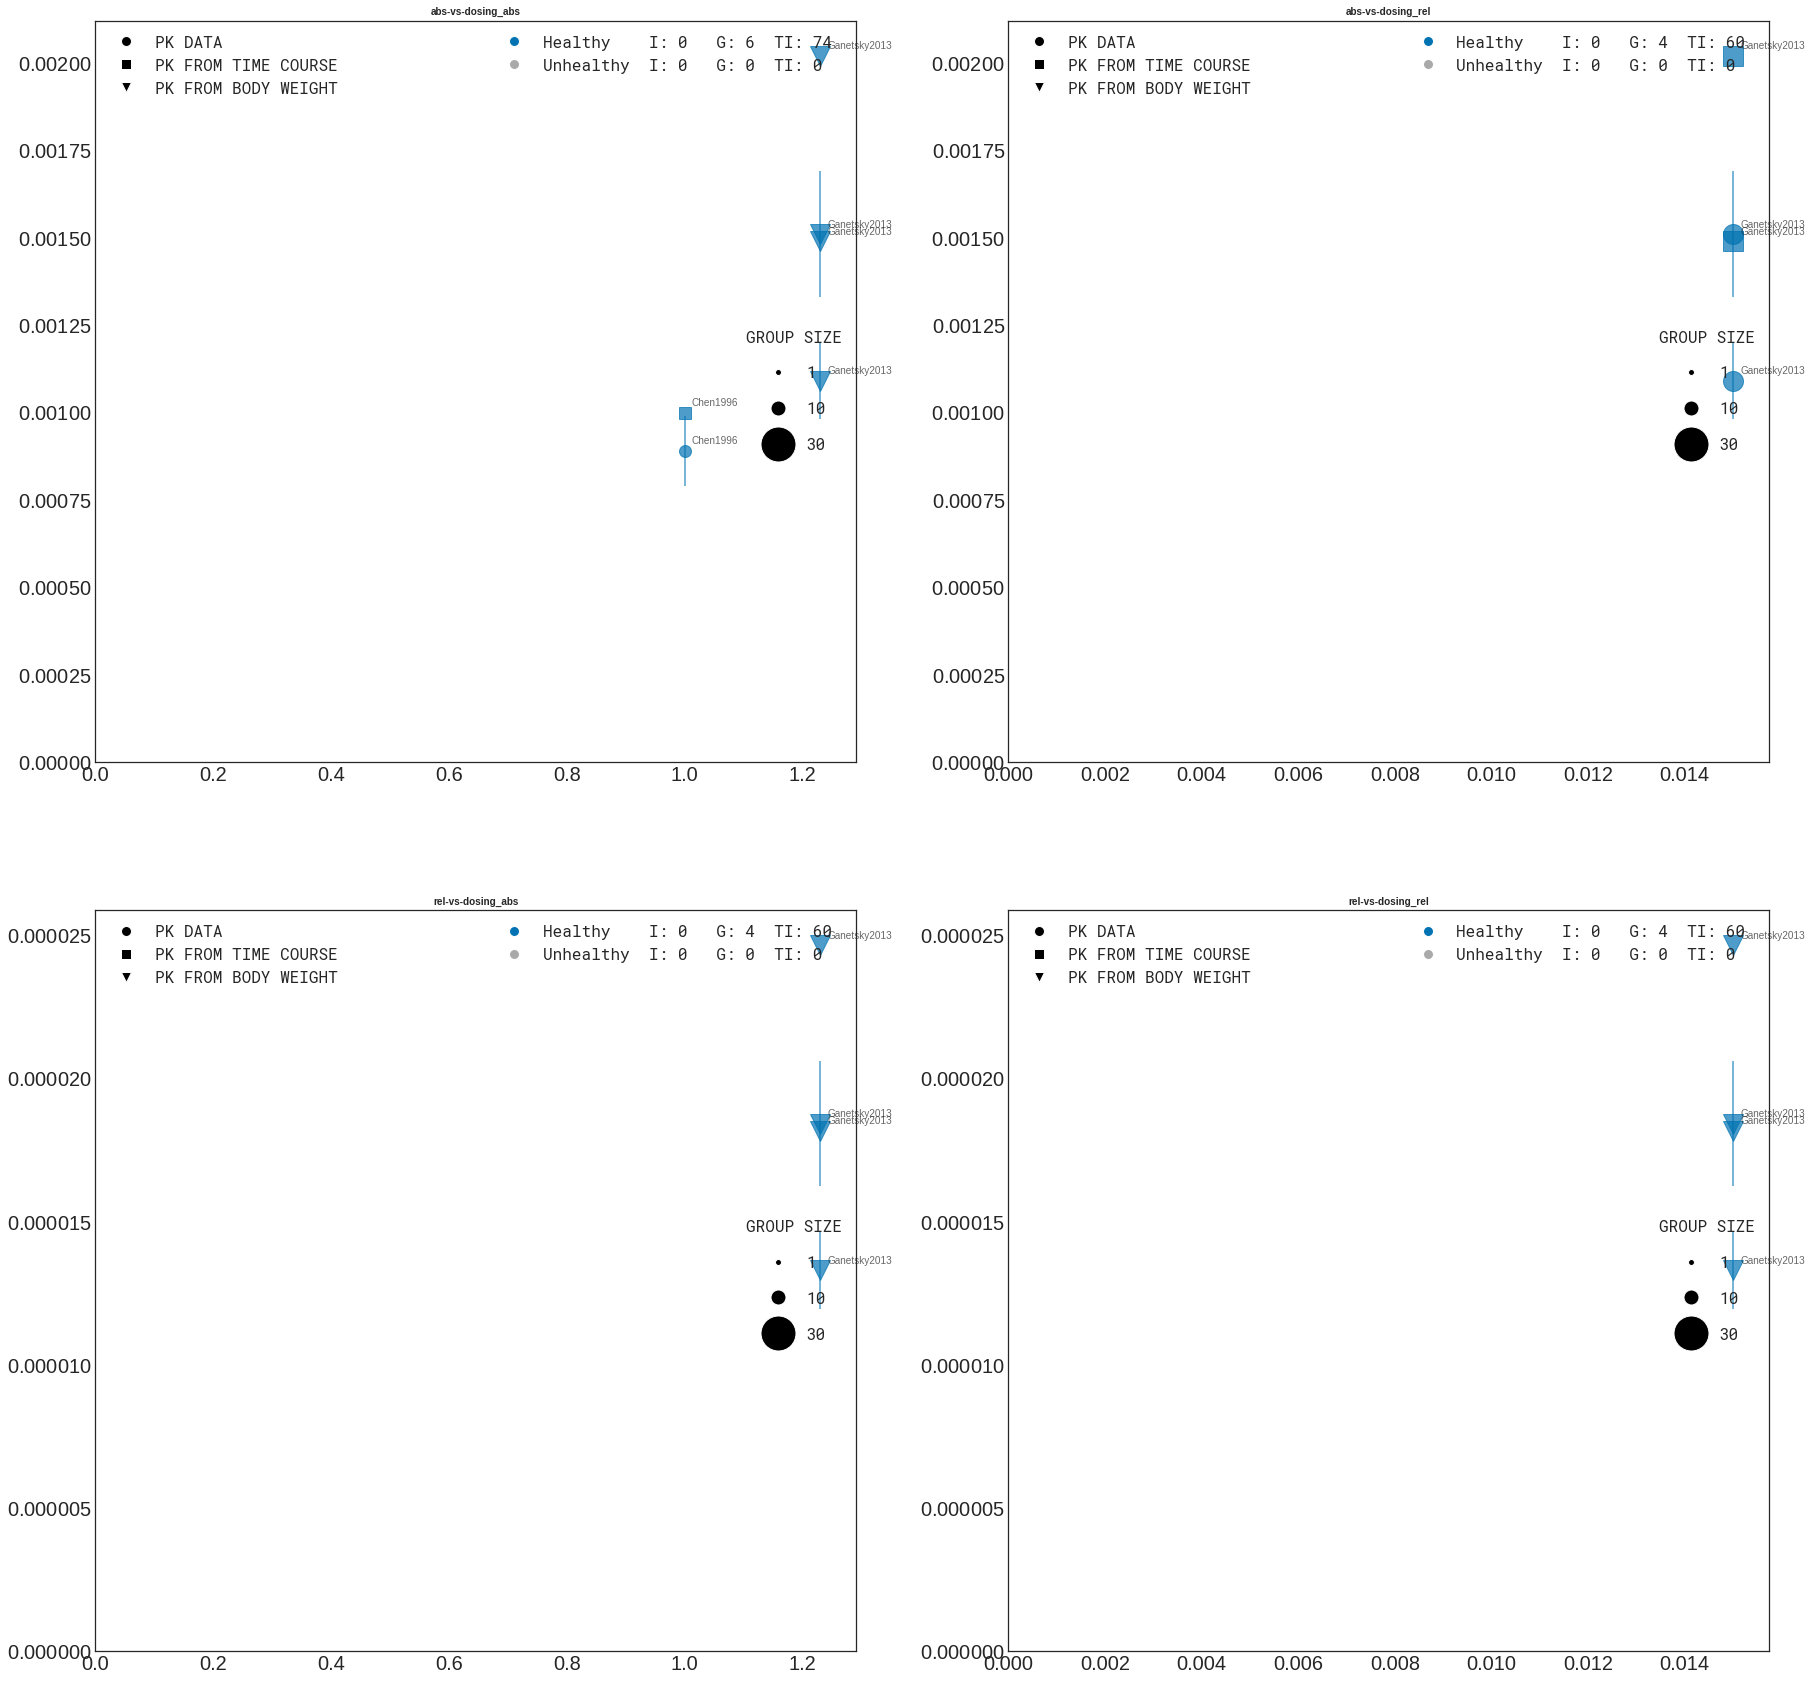 abs-vs-dosing_abs
PK DATA
PK FROM TIME COURSE
PK FROM BODY WEIGHT
Healthy I: 0 G: 6 TI: 74
Unhealthy I: 0 G: 0 TI: 0
Ganetsky2013
Ganetsky2013
Ganetsky2013
Ganetsky2013
Chen1996
Chen1996
GROUP SIZE
1
10
30
0.00200
0.00175
0.00150
0.00125
0.00100
0.00075
0.00050
0.00025
0.00000
0.0 0.2 0.4 0.6 0.8 1.0 1.2
abs-vs-dosing_rel
PK DATA
PK FROM TIME COURSE
PK FROM BODY WEIGHT
Healthy I: 0 G: 4 TI: 60
Unhealthy I: 0 G: 0 TI: 0
Ganetsky2013
Ganetsky2013
Ganetsky2013
Ganetsky2013
GROUP SIZE
1
10
30
0.00200
0.00175
0.00150
0.00125
0.00100
0.00075
0.00050
0.00025
0.00000
0.000 0.002 0.004 0.006 0.008 0.010 0.012 0.014
rel-vs-dosing_abs
PK DATA
PK FROM TIME COURSE
PK FROM BODY WEIGHT
Healthy I: 0 G: 4 TI: 60
Unhealthy I: 0 G: 0 TI: 0
Ganetsky2013
Ganetsky2013
Ganetsky2013
Ganetsky2013
GROUP SIZE
1
10
30
0.000025
0.000020
0.000015
0.000010
0.000005
0.000000
0.0 0.2 0.4 0.6 0.8 1.0 1.2
rel-vs-dosing_rel
PK DATA
PK FROM TIME COURSE
PK FROM BODY WEIGHT
Healthy I: 0 G: 4 TI: 60
Unhealthy I: 0 G: 0 TI: 0
Ganetsky2013
Ganetsky2013
Ganetsky2013
Ganetsky2013
GROUP SIZE
1
10
30
0.000025
0.000020
0.000015
0.000010
0.000005
0.000000
0.000 0.002 0.004 0.006 0.008 0.010 0.012 0.014